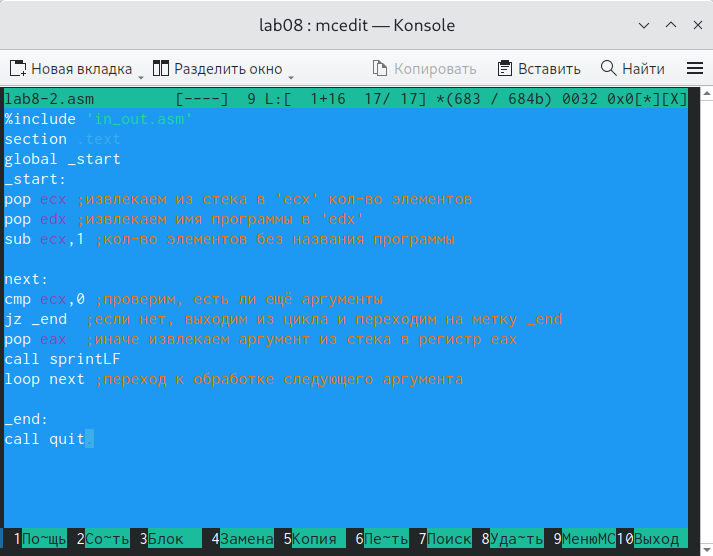 lab08 : mcedit — Konsole
Новая вкладка Разделить окно Копировать Вставить Найти
lab8-2.asm [----] 9 L:[ 1+16 17/ 17] *(683 / 684b) 0032 0x0[*][X]
%include 'in_out.asm'
section .text
global _start
_start:
pop ecx ;извлекаем из стека в 'ecx' кол-во элементов
pop edx ;извлекаем имя программы в 'edx'
sub ecx,1 ;кол-во элементов без названия программы
next:
cmp ecx,0 ;проверим, есть ли ещё аргументы
jz _end ;если нет, выходим из цикла и переходим на метку _end
pop eax ;иначе извлекаем аргумент из стека в регистр eax
call sprintLF
loop next ;переход к обработке следующего аргумента
_end:
call quit
1По~щь 2Со~ть 3Блок 4Замена 5Копия 6Пе~ть 7Поиск 8Уда~ть 9МенюМС 10Выход